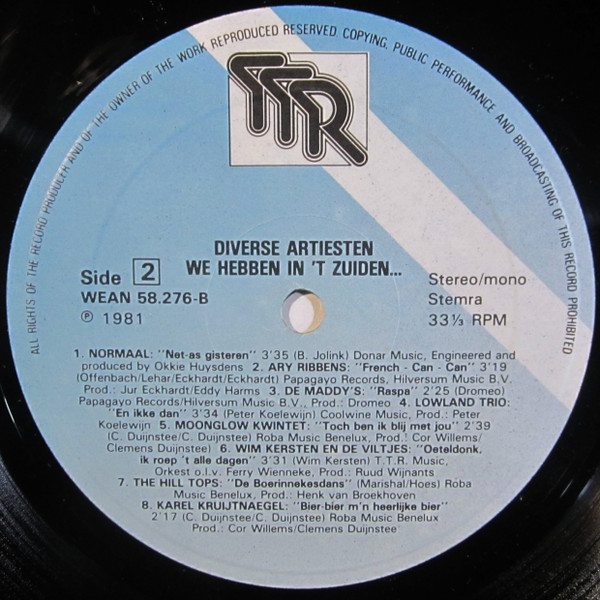 ALL RIGHTS OF THE RECORD PRODUCER AND OF THE OWNER OF THE WORK REPRODUCED RESERVED COPYING, PUBLIC PERFORMANCE AND BROADCASTING OF THIS RECORD PROHIBITED
TTR
DIVERSE ARTIESTEN
WE HEBBEN IN 'T ZUIDEN...
Side 2
WEAN 58.276-B
℗ 1981
Stereo/mono
Stemra
33⅓ RPM
1. NORMAAL: "Net-as gisteren" 3'35 (B. Jolink) Donar Music, Engineered and
produced by Okkie Huysdens 2. ARY RIBBENS: "French - Can - Can" 3'19
(Offenbach/Lehar/Eckhardt/Eckhardt) Papagayo Records, Hilversum Music B.V.
Prod.: Jur Eckhardt/Eddy Harms 3. DE MADDY'S: "Raspa" 2'25 (Dromeo)
Papagayo Records/Hilversum Music B.V., Prod.: Dromeo 4. LOWLAND TRIO:
"En ikke dan" 3'34 (Peter Koelewijn) Coolwine Music, Prod.: Peter
Koelewijn 5. MOONGLOW KWINTET: "Toch ben ik blij met jou" 2'39
(C. Duijnstee/C. Duijnstee) Roba Music Benelux, Prod.: Cor Willems/
Clemens Duijnstee 6. WIM KERSTEN EN DE VILTJES: "Oeteldonk,
ik roep 't alle dagen" 3'31 (Wim Kersten) T.T.R. Music,
Orkest o.l.v. Ferry Wienneke, Prod.: Ruud Wijnants
7. THE HILL TOPS: "De Boerinnekesdans" (Marishal/Hoes) Roba
Music Benelux, Prod.: Henk van Broekhoven
8. KAREL KRUIJTNAEGEL: "Bier-bier m'n heerlijke bier"
2'17 (C. Duijnstee/C. Duijnstee) Roba Music Benelux
Prod.: Cor Willems/Clemens Duijnstee